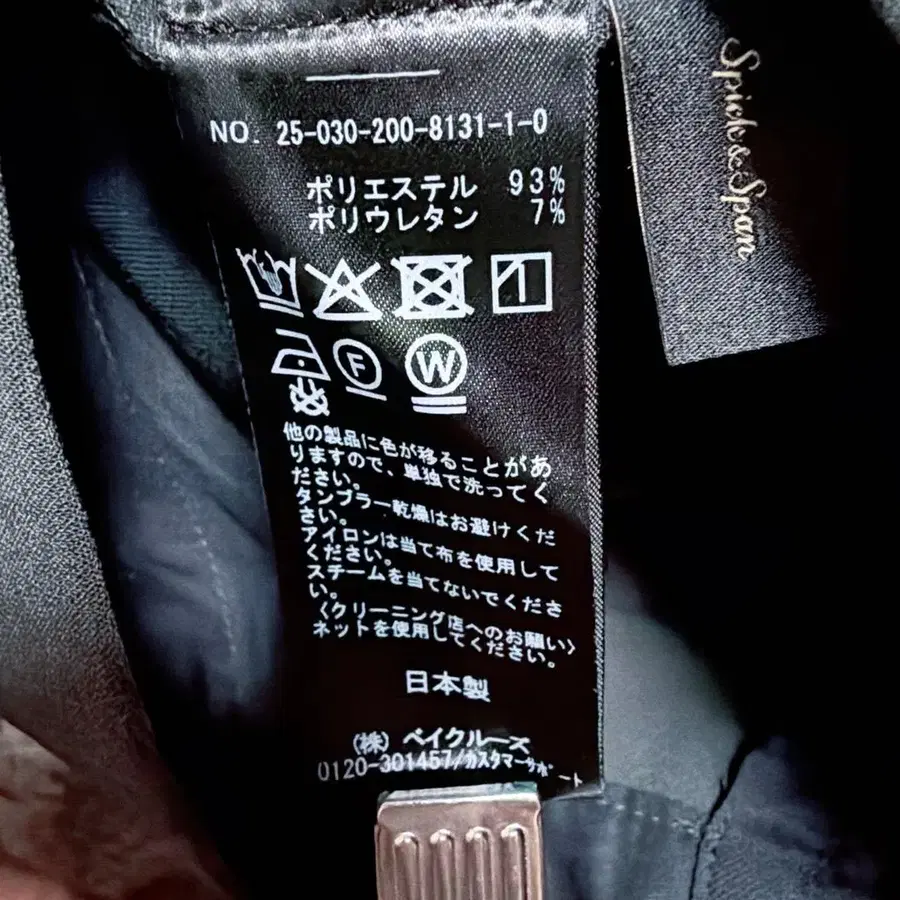 NO. 25-030-200-8131-1-0
ポリエステル 93%
ポリウレタン 7%
F W
他の製品に色が移ることがあ
りますので、単独で洗ってく
ださい。
タンブラー乾燥はお避けくだ
さい。
アイロンは当て布を使用して
ください。
スチームを当てないでくださ
い。
〈クリーニング店へのお願い〉
ネットを使用してください。
日本製
(株) ベイクルーズ
0120-301457/カスタマーサポート
Spick&Span